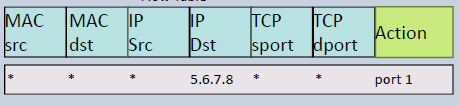 MAC src MAC dst IP Src IP Dst TCP sport TCP dport Action
* * * 5.6.7.8 * * port 1